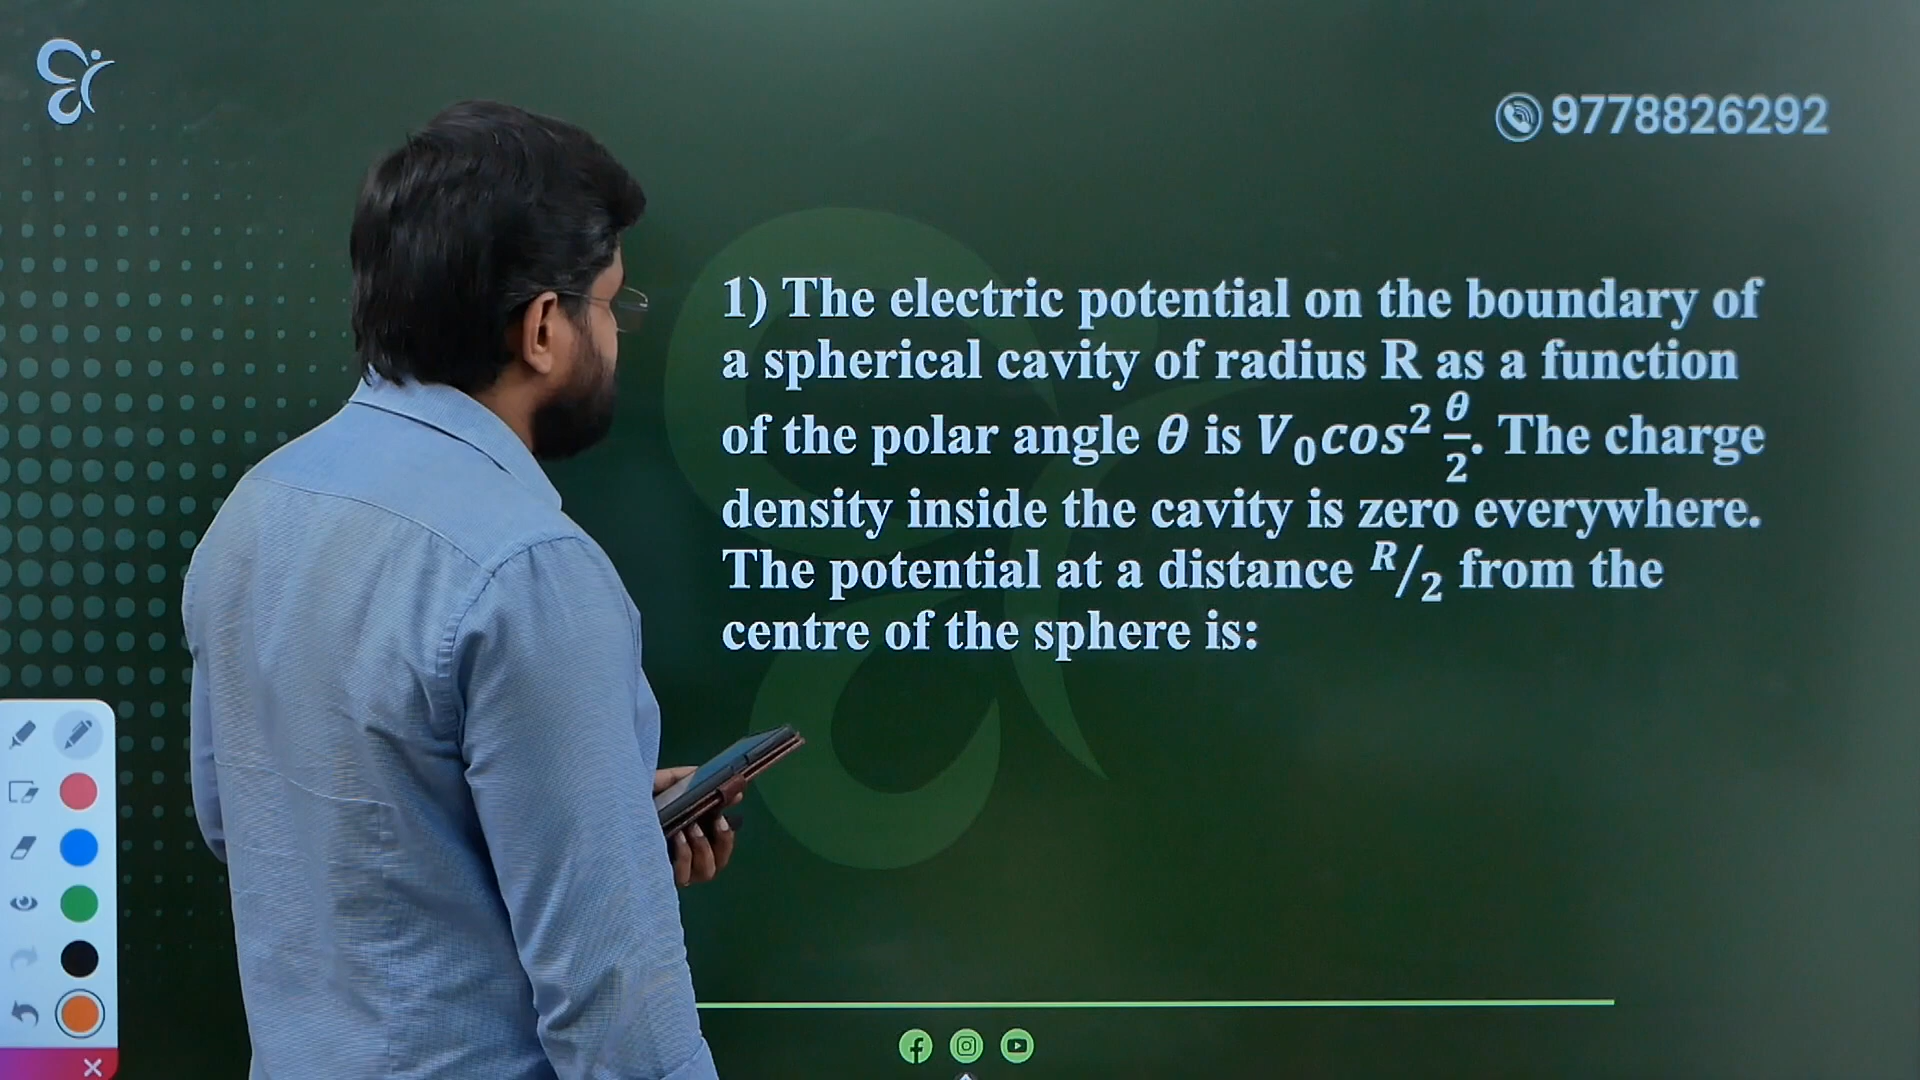 9778826292
1) The electric potential on the boundary of
a spherical cavity of radius R as a function
of the polar angle θ is V₀cos² θ/2. The charge
density inside the cavity is zero everywhere.
The potential at a distance R/2 from the
centre of the sphere is: